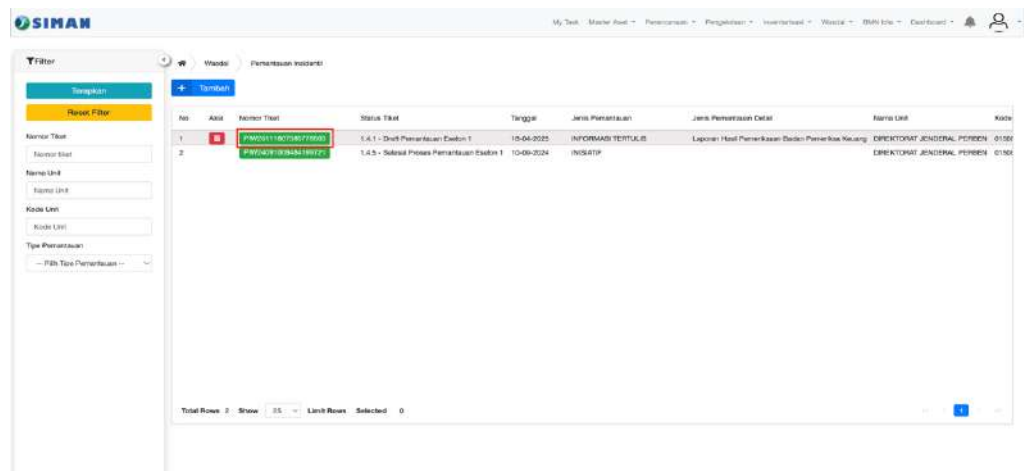 SIMAN
My Task Master Aset Perencanaan Pengelolaan Inventarisasi Wasdal BMN Idle Dashboard
Filter
Wasdal Pemantauan Insidentil
Terapkan
+ Tambah
Reset Filter
No Aksi Nomor Tiket Status Tiket Tanggal Jenis Pemantauan Jenis Pemantauan Detail Nama Unit Kode
Nomor Tiket
1 1.4.1 - Draft Pemantauan Eselon 1 16-04-2025 INFORMASI TERTULIS Laporan Hasil Pemeriksaan Badan Pemeriksa Keuang DIREKTORAT JENDERAL PERBEN
Nomor tiket
2 1.4.5 - Selesai Proses Pemantauan Eselon 1 10-09-2024 INISIATIF DIREKTORAT JENDERAL PERBEN
Nama Unit
Nama Unit
Kode Unit
Kode Unit
Tipe Pemantauan
-- Pilih Tipe Pemantauan --
Total Rows 2 Show 25 Limit Rows Selected 0
1